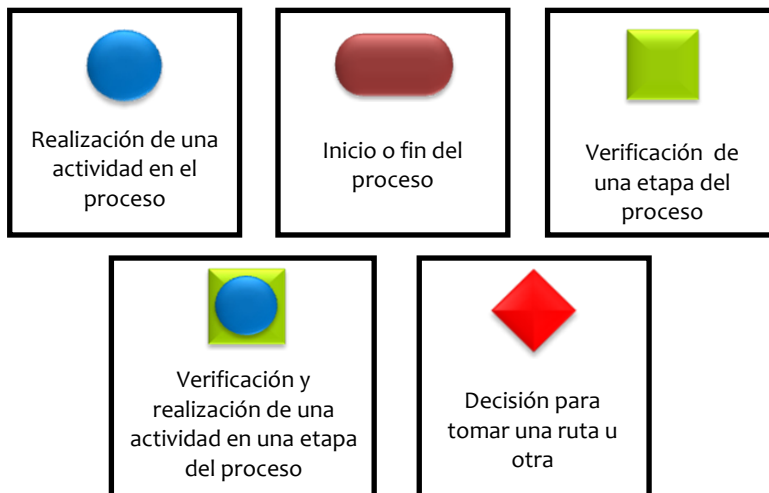 Realización de una
actividad en el
proceso
Inicio o fin del
proceso
Verificación de
una etapa del
proceso
Verificación y
realización de una
actividad en una etapa
del proceso
Decisión para
tomar una ruta u
otra